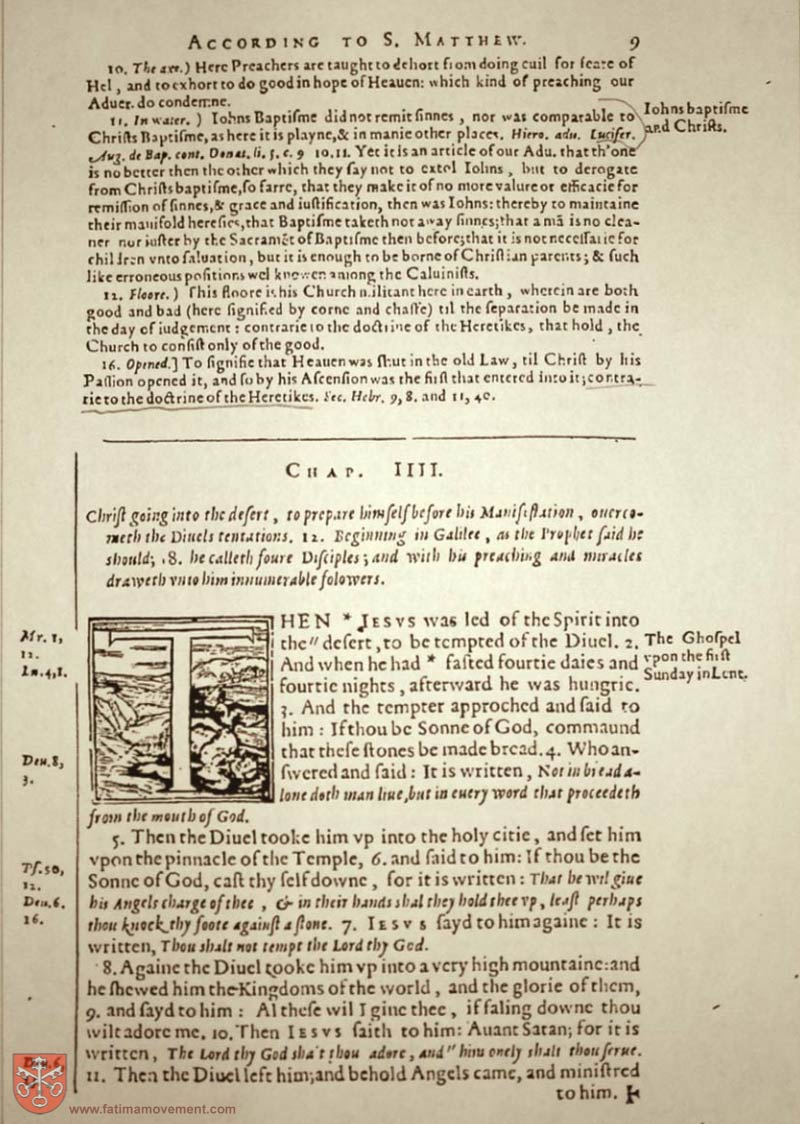 ACCORDING TO S. MATTHEW. 9
10. The axe.) Here Preachers are taught to dehort from doing euil for feare of
Hel, and to exhort to do good in hope of Heauen: which kind of preaching our
Aduer. do condemne.
11. In water.) Iohns Baptiſme did not remit ſinnes, nor was comparable to
Chriſts Baptiſme, as here it is playne, & in manie other places. Hiero. adu. Lucifer.
Aug. de Bap. cont. Donat. li. 5. c. 9 10. 11. Yet it is an article of our Adu. that th'one
is no better then the other which they ſay not to extol Iohns, but to derogate
from Chriſts baptiſme, ſo farre, that they make it of no more valure or efficacie for
remiſſion of ſinnes, & grace and iuſtification, then was Iohns: thereby to maintaine
their manifold hereſies, that Baptiſme taketh not away ſinnes; that a mā is no clea-
ner nor iuſter by the Sacramēt of Baptiſme then before; that it is not neceſſarie for
children vnto ſaluation, but it is enough to be borne of Chriſtian parents; & ſuch
like erroneous poſitions wel knowen among the Caluiniſts.
12. Floore.) This floore is his Church militant here in earth, wherein are both
good and bad (here ſignified by corne and chaffe) til the ſeparation be made in
the day of iudgement: contrarie to the doctrine of the Heretikes, that hold, the
Church to conſiſt only of the good.
16. Opened.] To ſignifie that Heauen was ſhut in the old Law, til Chriſt by his
Paſſion opened it, and ſo by his Aſcenſion was the firſt that entered into it; contra-
rie to the doctrine of the Heretikes. See. Hebr. 9, 8. and 11, 40.
Iohns baptiſme
and Chriſts.
CHAP. IIII.
Chriſt going into the deſert, to prepare himſelf before his Manifeſtation, ouerco-
meth the Diuels tentations. 12. Beginning in Galilee, as the Prophet ſaid he
should; 18. he calleth foure Diſciples; and with his preaching and miracles
draweth vnto him innumerable folowers.
HEN * IESVS was led of the Spirit into
the " deſert, to be tempted of the Diuel. 2.
And when he had * faſted fourtie daies and
fourtie nights, afterward he was hungrie.
3. And the tempter approched and ſaid to
him: If thou be Sonne of God, commaund
that theſe ſtones be made bread. 4. Who an-
ſwered and ſaid: It is written, Not in bread a-
lone doth man liue, but in euery word that proceedeth
from the mouth of God.
Mr. 1,
12.
Lu. 4, 1.
Deu. 8,
3.
The Ghoſpel
vpon the firſt
Sunday in Lent.
5. Then the Diuel tooke him vp into the holy citie, and ſet him
vpon the pinnacle of the Temple, 6. and ſaid to him: If thou be the
Sonne of God, caſt thy ſelf downe, for it is written: That he wil giue
his Angels charge of thee, & in their hands shal they hold thee vp, leaſt perhaps
thou knock thy foote againſt a ſtone. 7. IESVS ſayd to him againe: It is
written, Thou shalt not tempt the Lord thy God.
Pſ. 90,
12.
Deu. 6.
16.
8. Againe the Diuel tooke him vp into a very high mountaine: and
he ſhewed him the Kingdoms of the world, and the glorie of them,
9. and ſayd to him: Al theſe wil I giue thee, if faling downe thou
wilt adore me. 10. Then IESVS ſaith to him: Auant Satan; for it is
written, The Lord thy God shalt thou adore, and " him onely shalt thou ſerue.
11. Then the Diuel left him; and behold Angels came, and miniſtred
to him.
Deu. 6
www.fatimamovement.com